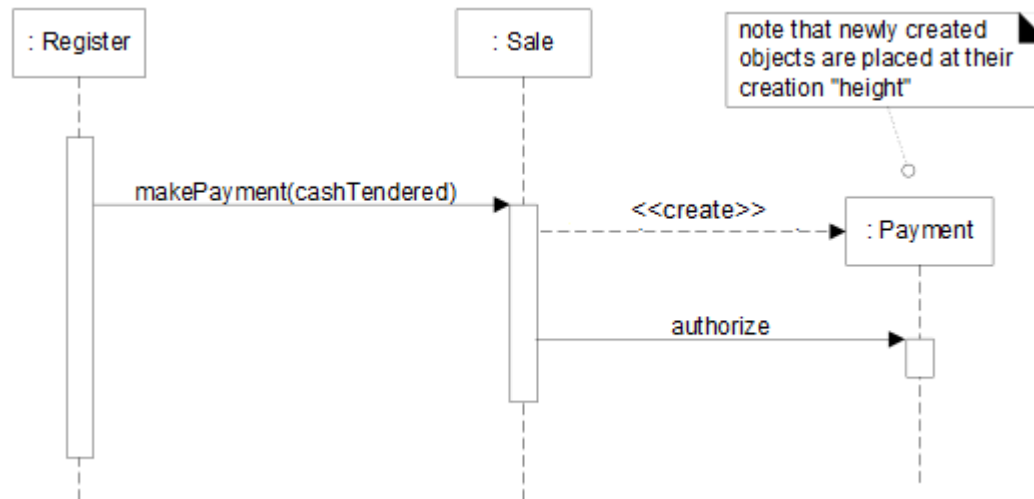 : Register
: Sale
note that newly created
objects are placed at their
creation "height"
makePayment(cashTendered)
<<create>>
: Payment
authorize